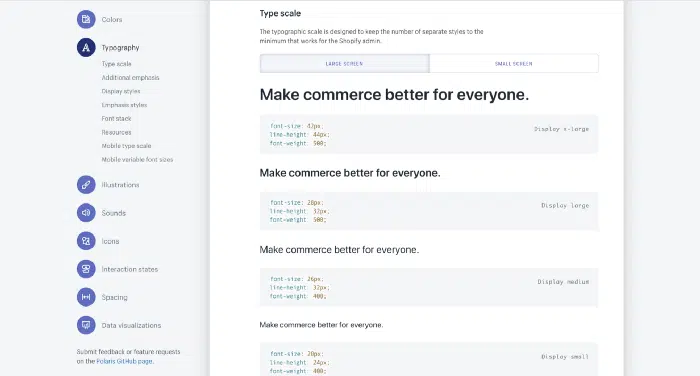 Colors
Typography
Type scale
Additional emphasis
Display styles
Emphasis styles
Font stack
Resources
Mobile type scale
Mobile variable font sizes
Illustrations
Sounds
Icons
Interaction states
Spacing
Data visualizations
Submit feedback or feature requests
on the Polaris GitHub page.
Type scale
The typographic scale is designed to keep the number of separate styles to the
minimum that works for the Shopify admin.
LARGE SCREEN
SMALL SCREEN
Make commerce better for everyone.
font-size: 42px;
line-height: 44px;
font-weight: 500;
Display x-large
Make commerce better for everyone.
font-size: 28px;
line-height: 32px;
font-weight: 500;
Display large
Make commerce better for everyone.
font-size: 26px;
line-height: 32px;
font-weight: 400;
Display medium
Make commerce better for everyone.
font-size: 20px;
line-height: 24px;
font-weight: 400;
Display small